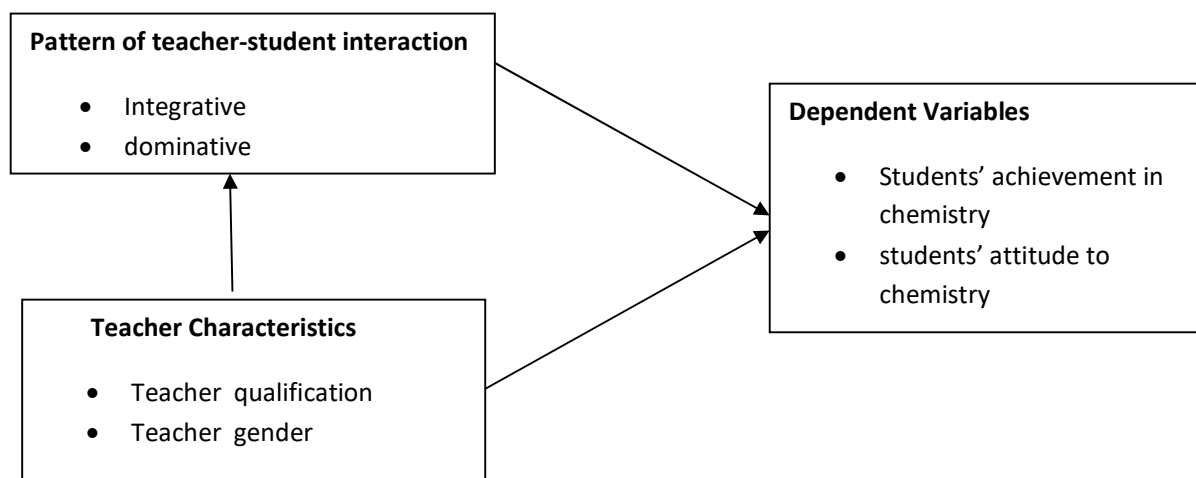 Pattern of teacher-student interaction
• Integrative
• dominative
Dependent Variables
• Students’ achievement in
chemistry
• students’ attitude to
chemistry
Teacher Characteristics
• Teacher qualification
• Teacher gender